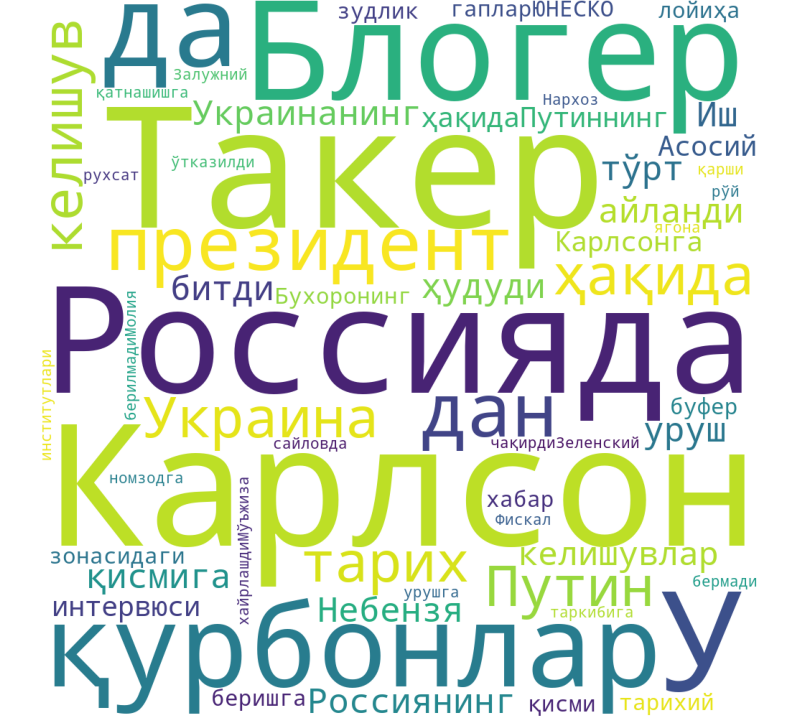 да
Блогер
зудлик
гапларЮНЕСКО
лойиҳа
келишув
Залужний
қатнашишга
Украинанинг
ҳақидаПутиннинг
Нархоз
Иш
Асосий
Такер
рухсат
ўтказилди
тўрт
қарши
рўй
айланди
ягона
президент
Карлсонга
ҳақида
битди
Бухоронинг
ҳудуди
Россияда
берилмадиМолия
институтлари
Украина
дан
буфер
уруш
сайловда
чақирдиЗеленский
Карлсон
номзодга
хабар
Фискал
хайрлашдиМўъжиза
зонасидаги
қисмига
тарих
келишувлар
Путин
урушга
бермади
интервюси
Небензя
таркибига
У
қурбонлар
беришга
Россиянинг
қисми
тарихий